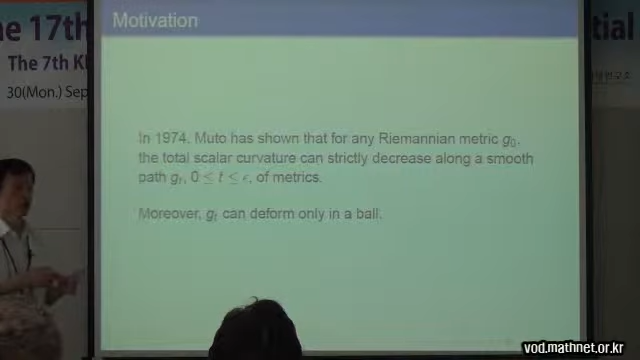 Motivation
e 17th
tial
The 7th K
30(Mon.) Sep
In 1974, Muto has shown that for any Riemannian metric g₀,
the total scalar curvature can strictly decrease along a smooth
path gₜ, 0 ≤ t ≤ ϵ, of metrics.
Moreover, gₜ can deform only in a ball.
vod.mathnet.or.kr